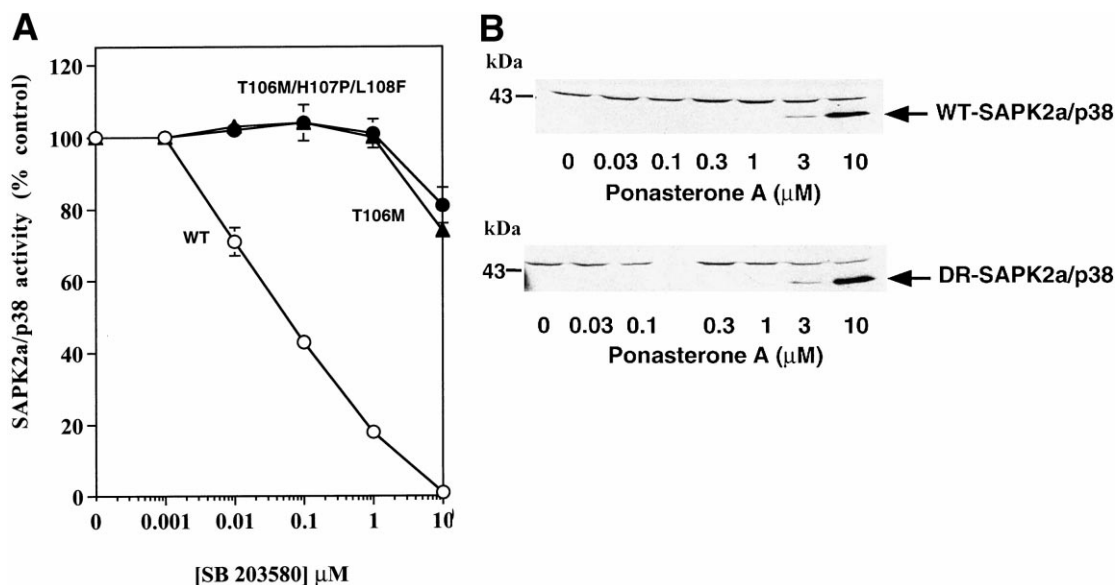 A
SAPK2a/p38 activity (% control)
120
100
80
60
40
20
0
T106M/H107P/L108F
T106M
WT
0 0.001 0.01 0.1 1 10
[SB 203580] μM
B
kDa
43
WT-SAPK2a/p38
0 0.03 0.1 0.3 1 3 10
Ponasterone A (μM)
kDa
43
DR-SAPK2a/p38
0 0.03 0.1 0.3 1 3 10
Ponasterone A (μM)